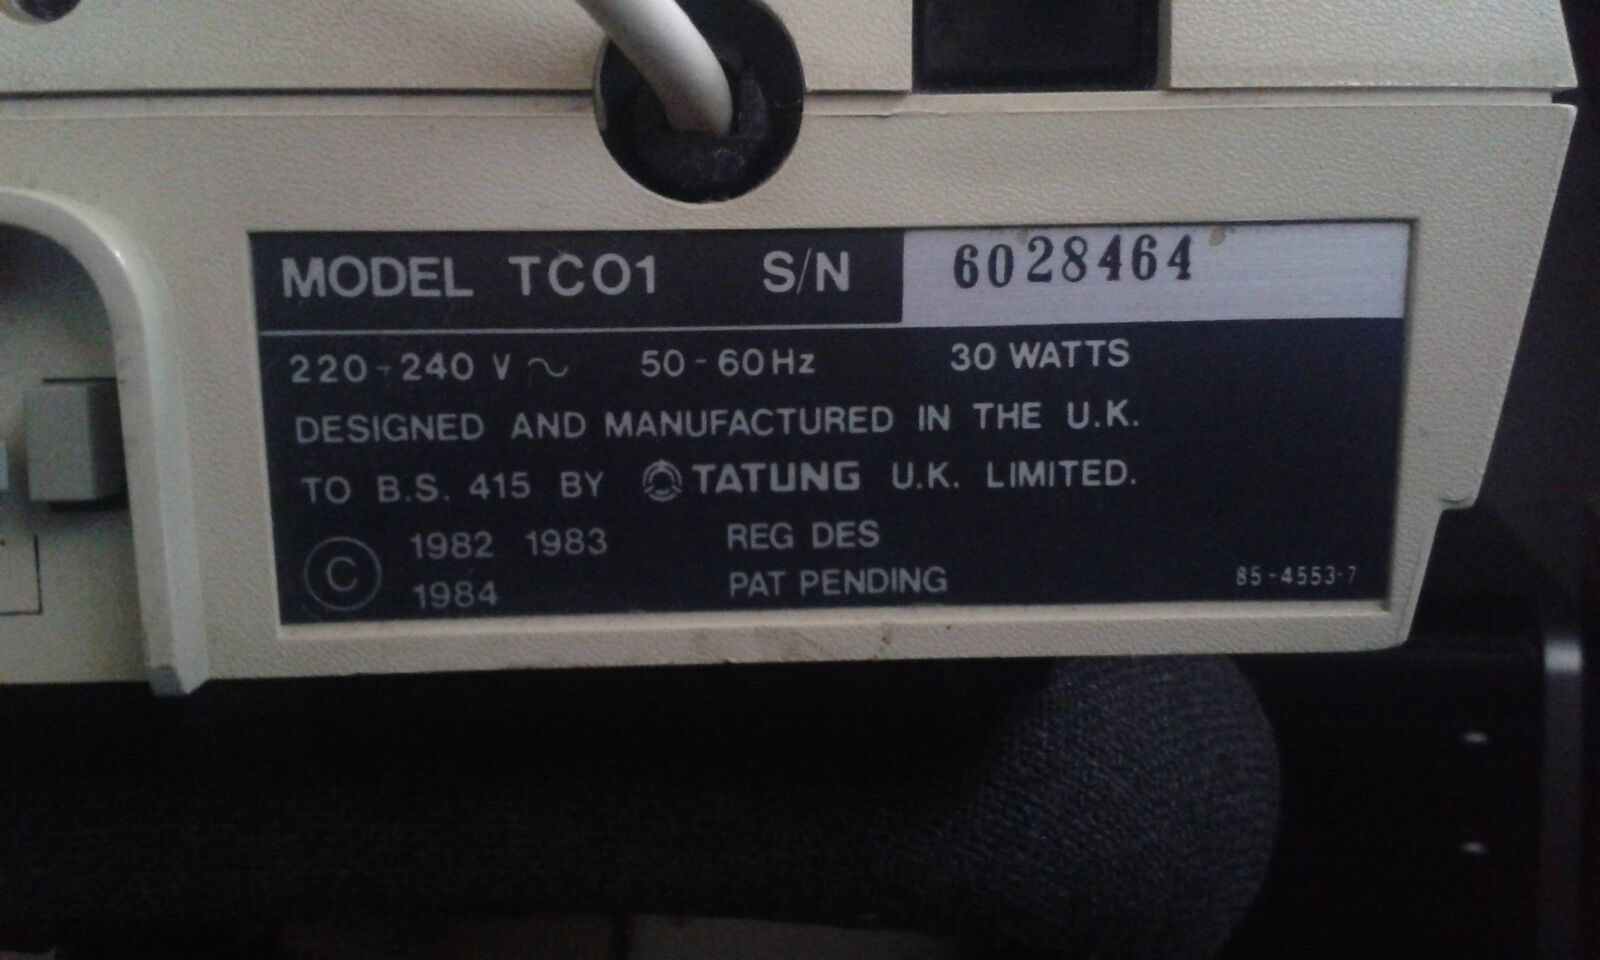 MODEL TC01 S/N 6028464
220-240 V ~ 50-60Hz 30 WATTS
DESIGNED AND MANUFACTURED IN THE U.K.
TO B.S. 415 BY TATUNG U.K. LIMITED.
© 1982 1983 REG DES
1984 PAT PENDING 85-4553-7